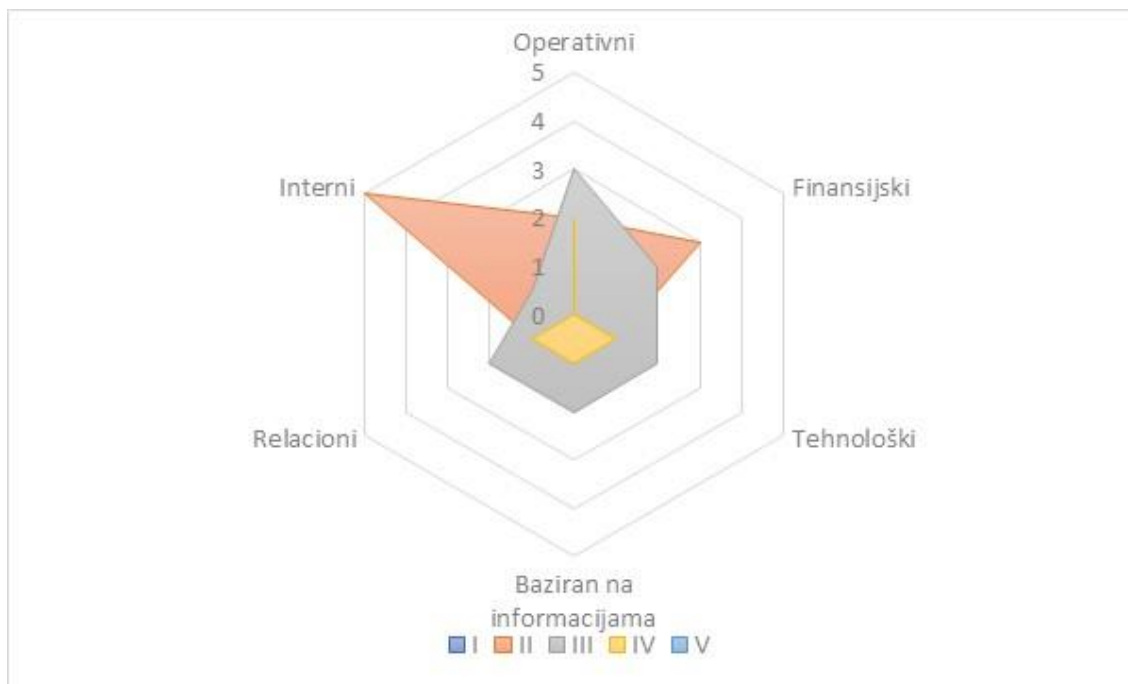 Operativni
5
4
3
2
1
0
Interni
Finansijski
Relacioni
Tehnološki
Baziran na
informacijama
I II III IV V